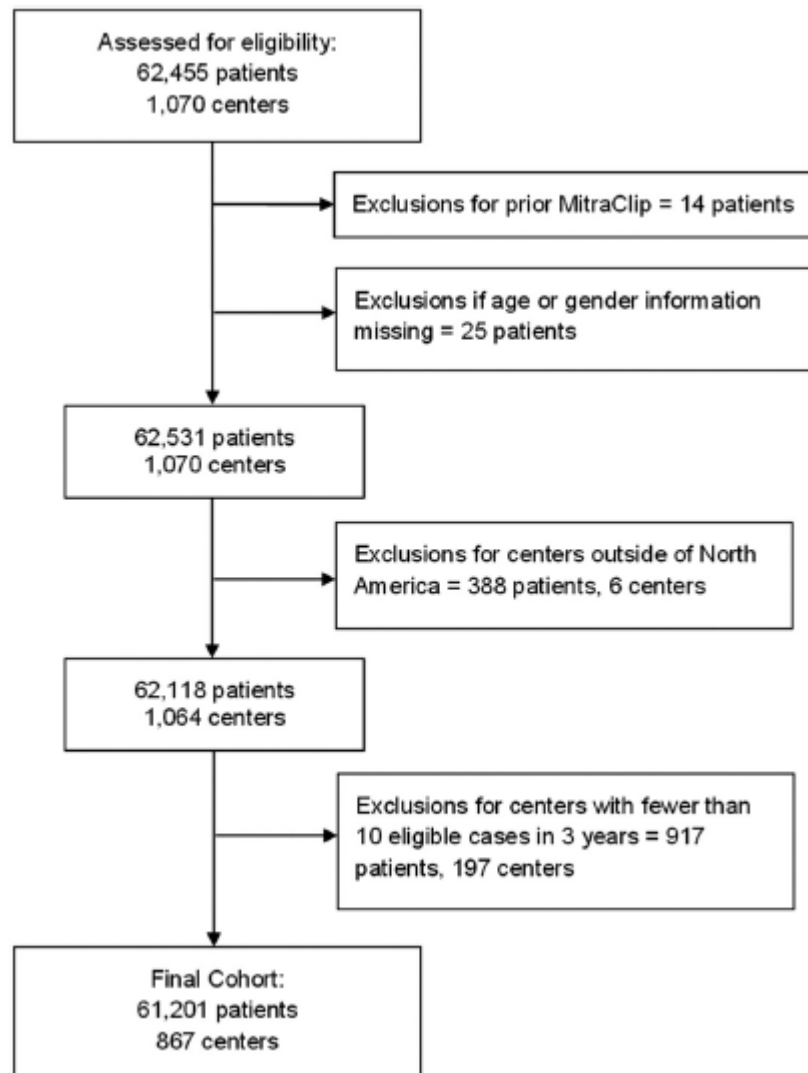 Assessed for eligibility:
62,455 patients
1,070 centers
Exclusions for prior MitraClip = 14 patients
Exclusions if age or gender information
missing = 25 patients
62,531 patients
1,070 centers
Exclusions for centers outside of North
America = 388 patients, 6 centers
62,118 patients
1,064 centers
Exclusions for centers with fewer than
10 eligible cases in 3 years = 917
patients, 197 centers
Final Cohort:
61,201 patients
867 centers